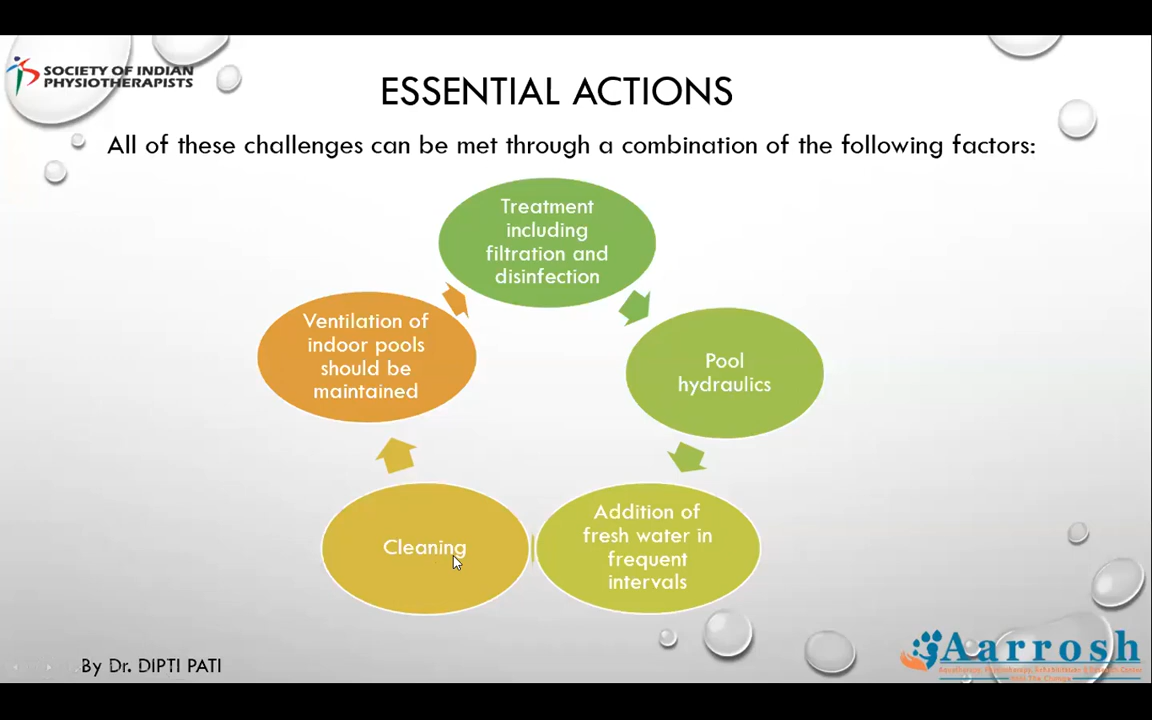 SOCIETY OF INDIAN
PHYSIOTHERAPISTS
ESSENTIAL ACTIONS
All of these challenges can be met through a combination of the following factors:
Treatment
including
filtration and
disinfection
Pool
hydraulics
Addition of
fresh water in
frequent
intervals
Cleaning
Ventilation of
indoor pools
should be
maintained
By Dr. DIPTI PATI
Aarrosh